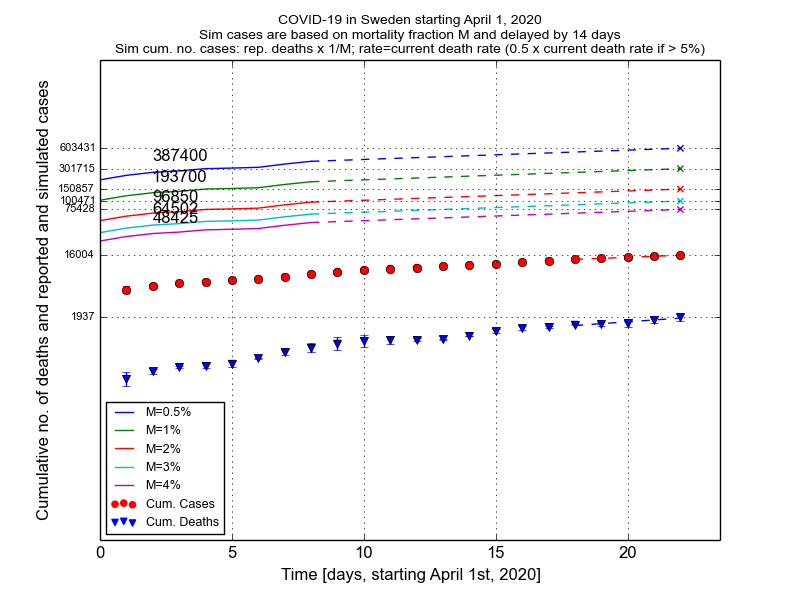 COVID-19 in Sweden starting April 1, 2020
Sim cases are based on mortality fraction M and delayed by 14 days
Sim cum. no. cases: rep. deaths x 1/M; rate=current death rate (0.5 x current death rate if > 5%)
Cumulative no. of deaths and reported and simulated cases
603431
301715
150857
100471
75428
16004
1937
387400
193700
96850
64502
48425
M=0.5%
M=1%
M=2%
M=3%
M=4%
Cum. Cases
Cum. Deaths
0 5 10 15 20
Time [days, starting April 1st, 2020]